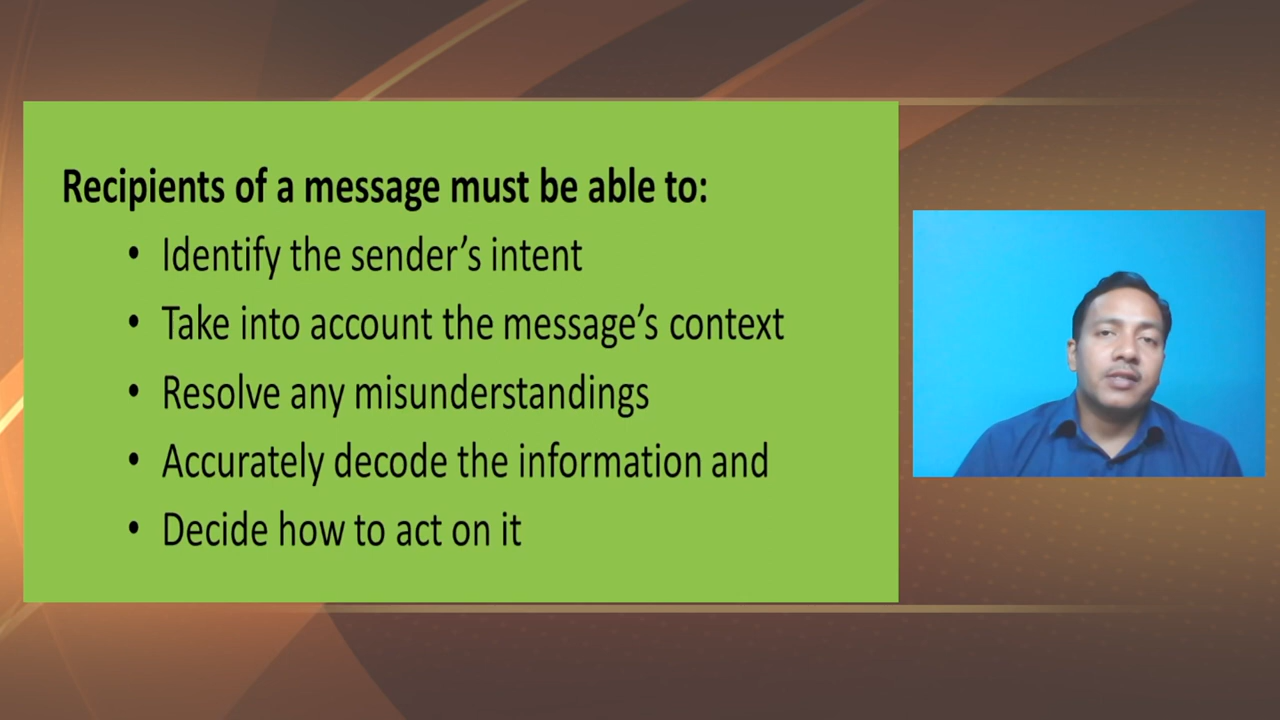 Recipients of a message must be able to:
• Identify the sender’s intent
• Take into account the message’s context
• Resolve any misunderstandings
• Accurately decode the information and
• Decide how to act on it